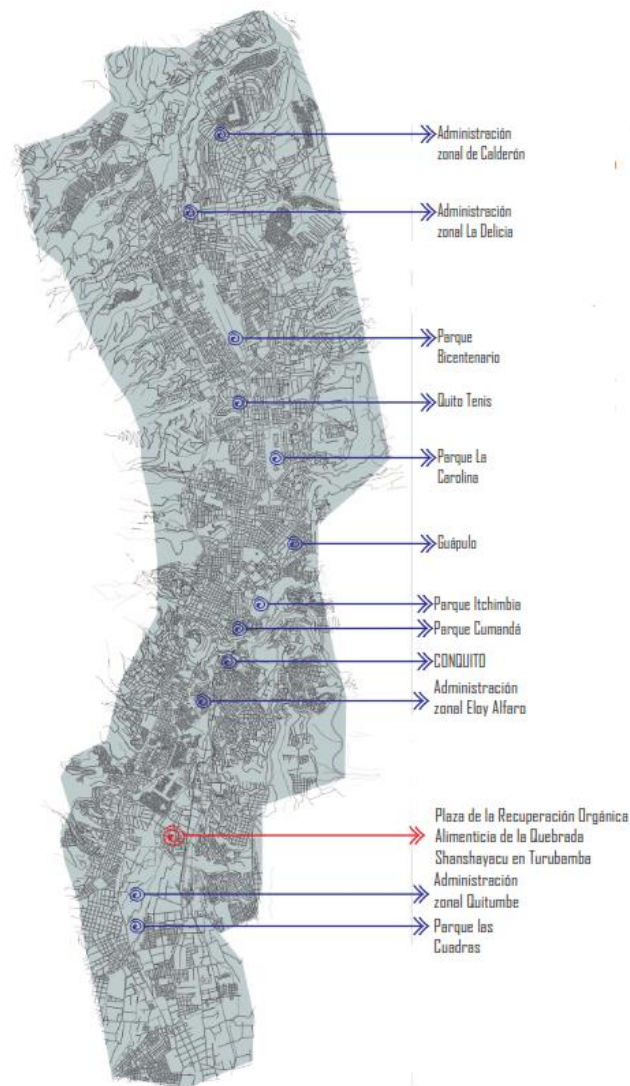 Administración
zonal de Calderón
Administración
zonal La Delicia
Parque
Bicentenario
Quito Tenis
Parque La
Carolina
Guápulo
Parque Itchimbia
Parque Cumandá
CONQUITO
Administración
zonal Eloy Alfaro
Plaza de la Recuperación Orgánica
Alimenticia de la Quebrada
Shanshayacu en Turubamba
Administración
zonal Quitumbe
Parque las
Cuadras